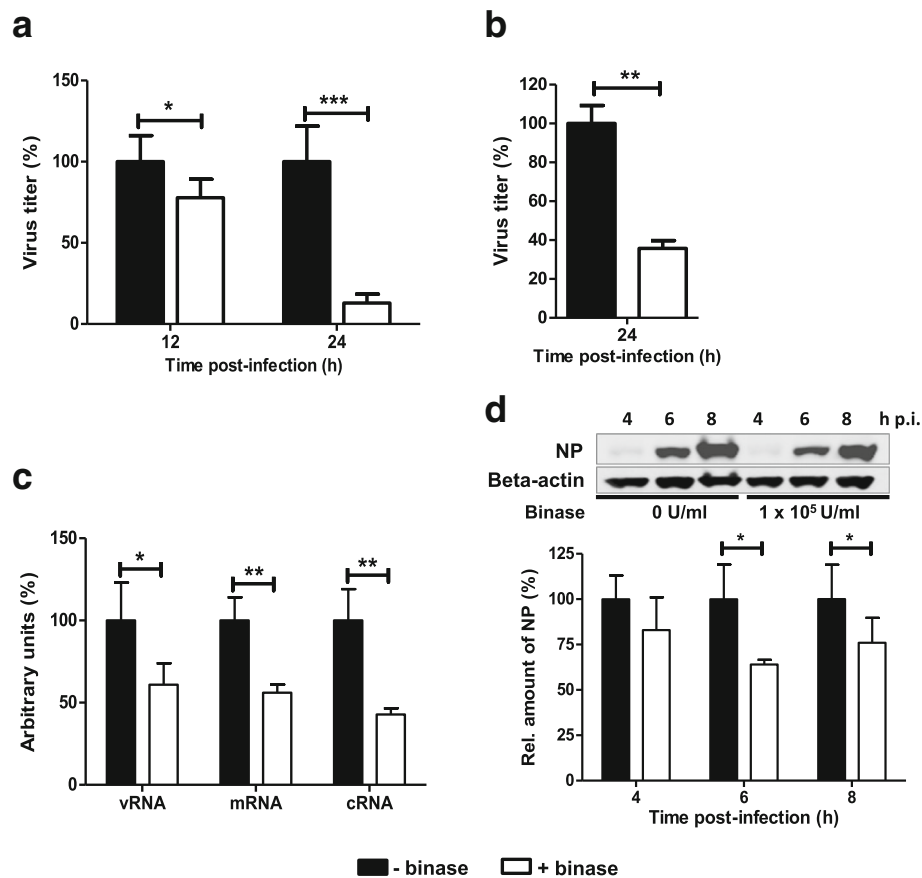 a
Virus titer (%)
150
100
50
0
*
***
12
24
Time post-infection (h)
b
Virus titer (%)
120
100
80
60
40
20
0
**
24
Time post-infection (h)
c
Arbitrary units (%)
150
100
50
0
*
**
**
vRNA
mRNA
cRNA
d
4 6 8 4 6 8 h p.i.
NP
Beta-actin
Binase 0 U/ml 1 x 10⁵ U/ml
Rel. amount of NP (%)
125
100
75
50
25
0
*
*
4
6
8
Time post-infection (h)
- binase + binase